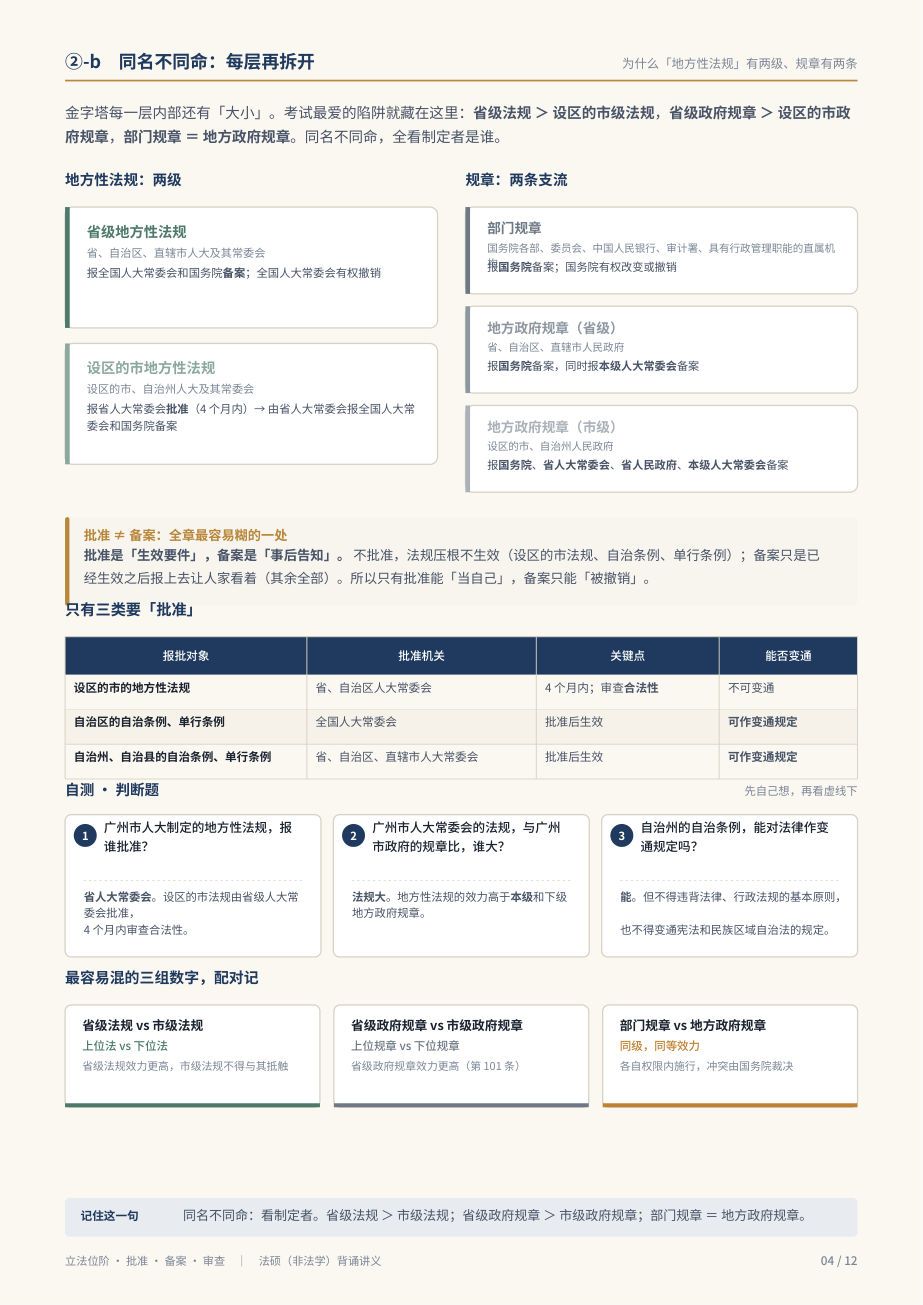 ②-b 同名不同命：每层再拆开
为什么「地方性法规」有两级、规章有两条
金字塔每一层内部还有「大小」。考试最爱的陷阱就藏在这里：省级法规 ＞ 设区的市级法规，省级政府规章 ＞ 设区的市政
府规章，部门规章 ＝ 地方政府规章。同名不同命，全看制定者是谁。
地方性法规：两级
省级地方性法规
省、自治区、直辖市人大及其常委会
报全国人大常委会和国务院备案；全国人大常委会有权撤销
设区的市地方性法规
设区的市、自治州人大及其常委会
报省人大常委会批准（4 个月内）→ 由省人大常委会报全国人大常
委会和国务院备案
规章：两条支流
部门规章
国务院各部、委员会、中国人民银行、审计署、具有行政管理职能的直属机
报国务院备案；国务院有权改变或撤销
地方政府规章（省级）
省、自治区、直辖市人民政府
报国务院备案，同时报本级人大常委会备案
地方政府规章（市级）
设区的市、自治州人民政府
报国务院、省人大常委会、省人民政府、本级人大常委会备案
批准 ≠ 备案：全章最容易糊的一处
批准是「生效要件」，备案是「事后告知」。 不批准，法规压根不生效（设区的市法规、自治条例、单行条例）；备案只是已
经生效之后报上去让人家看着（其余全部）。所以只有批准能「当自己」，备案只能「被撤销」。
只有三类要「批准」
报批对象 批准机关 关键点 能否变通
设区的市的地方性法规 省、自治区人大常委会 4 个月内；审查合法性 不可变通
自治区的自治条例、单行条例 全国人大常委会 批准后生效 可作变通规定
自治州、自治县的自治条例、单行条例 省、自治区、直辖市人大常委会 批准后生效 可作变通规定
自测 · 判断题
先自己想，再看虚线下
1 广州市人大制定的地方性法规，报
谁批准？
省人大常委会。设区的市法规由省级人大常
委会批准，
4 个月内审查合法性。
2 广州市人大常委会的法规，与广州
市政府的规章比，谁大？
法规大。地方性法规的效力高于本级和下级
地方政府规章。
3 自治州的自治条例，能对法律作变
通规定吗？
能。但不得违背法律、行政法规的基本原则，
也不得变通宪法和民族区域自治法的规定。
最容易混的三组数字，配对记
省级法规 vs 市级法规
上位法 vs 下位法
省级法规效力更高，市级法规不得与其抵触
省级政府规章 vs 市级政府规章
上位规章 vs 下位规章
省级政府规章效力更高（第 101 条）
部门规章 vs 地方政府规章
同级，同等效力
各自权限内施行，冲突由国务院裁决
记住这一句 同名不同命：看制定者。省级法规 ＞ 市级法规；省级政府规章 ＞ 市级政府规章；部门规章 ＝ 地方政府规章。
立法位阶 · 批准 · 备案 · 审查 ｜ 法硕（非法学）背诵讲义
04 / 12